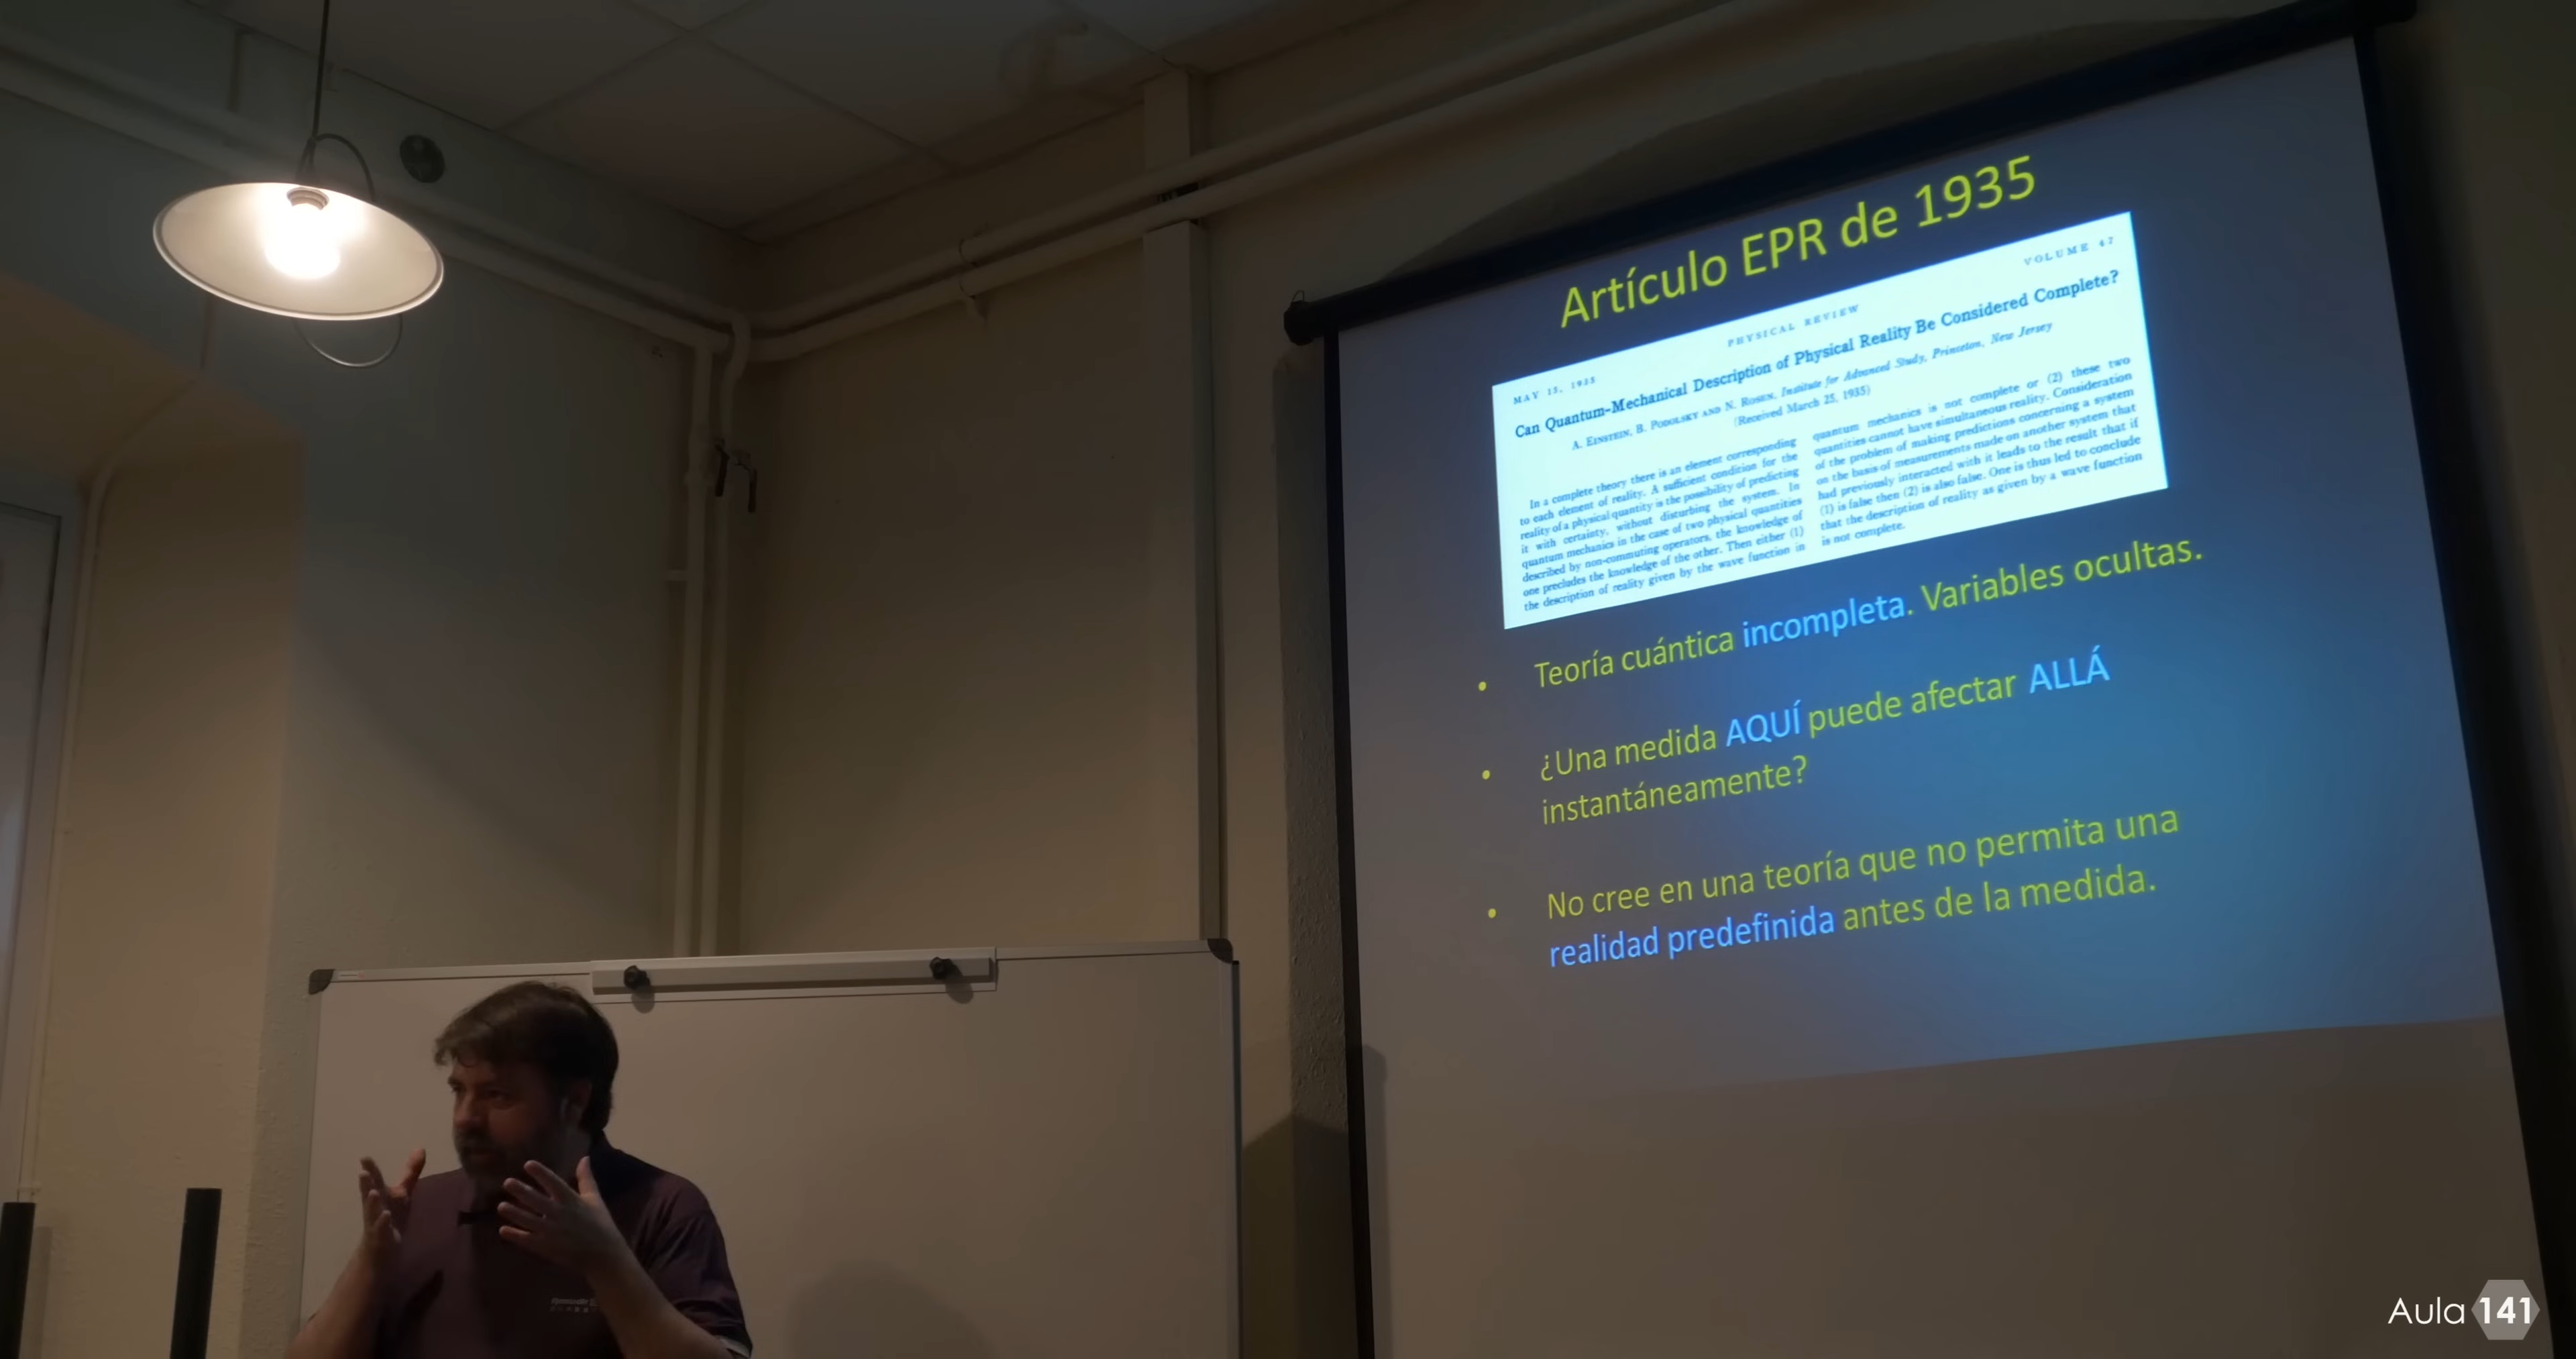 Artículo EPR de 1935
MAY 15, 1935
PHYSICAL REVIEW
VOLUME 47
Can Quantum-Mechanical Description of Physical Reality Be Considered Complete?
A. EINSTEIN, B. PODOLSKY AND N. ROSEN, Institute for Advanced Study, Princeton, New Jersey
(Received March 25, 1935)
In a complete theory there is an element corresponding
to each element of reality. A sufficient condition for the
reality of a physical quantity is the possibility of predicting
it with certainty, without disturbing the system. In
quantum mechanics in the case of two physical quantities
described by non-commuting operators, the knowledge of
one precludes the knowledge of the other. Then either (1)
the description of reality given by the wave function in
quantum mechanics is not complete or (2) these two
quantities cannot have simultaneous reality. Consideration
of the problem of making predictions concerning a system
on the basis of measurements made on another system that
had previously interacted with it leads to the result that if
(1) is false then (2) is also false. One is thus led to conclude
that the description of reality as given by a wave function
is not complete.
• Teoría cuántica incompleta. Variables ocultas.
• ¿Una medida AQUÍ puede afectar ALLÁ
instantáneamente?
• No cree en una teoría que no permita una
realidad predefinida antes de la medida.
Aula 141